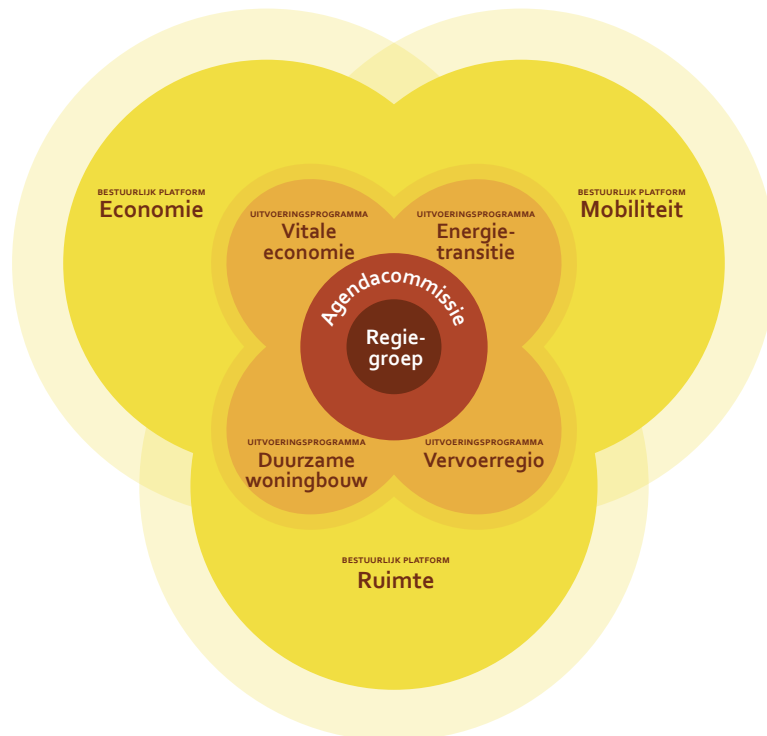 BESTUURLIJK PLATFORM
Economie
BESTUURLIJK PLATFORM
Mobiliteit
UITVOERINGSPROGRAMMA
Vitale
economie
UITVOERINGSPROGRAMMA
Energie-
transitie
Agendacommissie
Regie-
groep
UITVOERINGSPROGRAMMA
Duurzame
woningbouw
UITVOERINGSPROGRAMMA
Vervoerregio
BESTUURLIJK PLATFORM
Ruimte